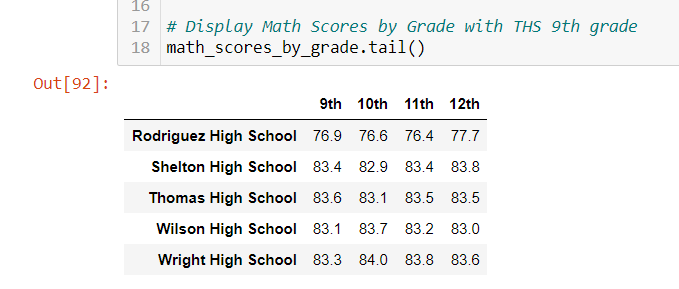 16
17 # Display Math Scores by Grade with THS 9th grade
18 math_scores_by_grade.tail()
Out[92]:
9th 10th 11th 12th
Rodriguez High School 76.9 76.6 76.4 77.7
Shelton High School 83.4 82.9 83.4 83.8
Thomas High School 83.6 83.1 83.5 83.5
Wilson High School 83.1 83.7 83.2 83.0
Wright High School 83.3 84.0 83.8 83.6